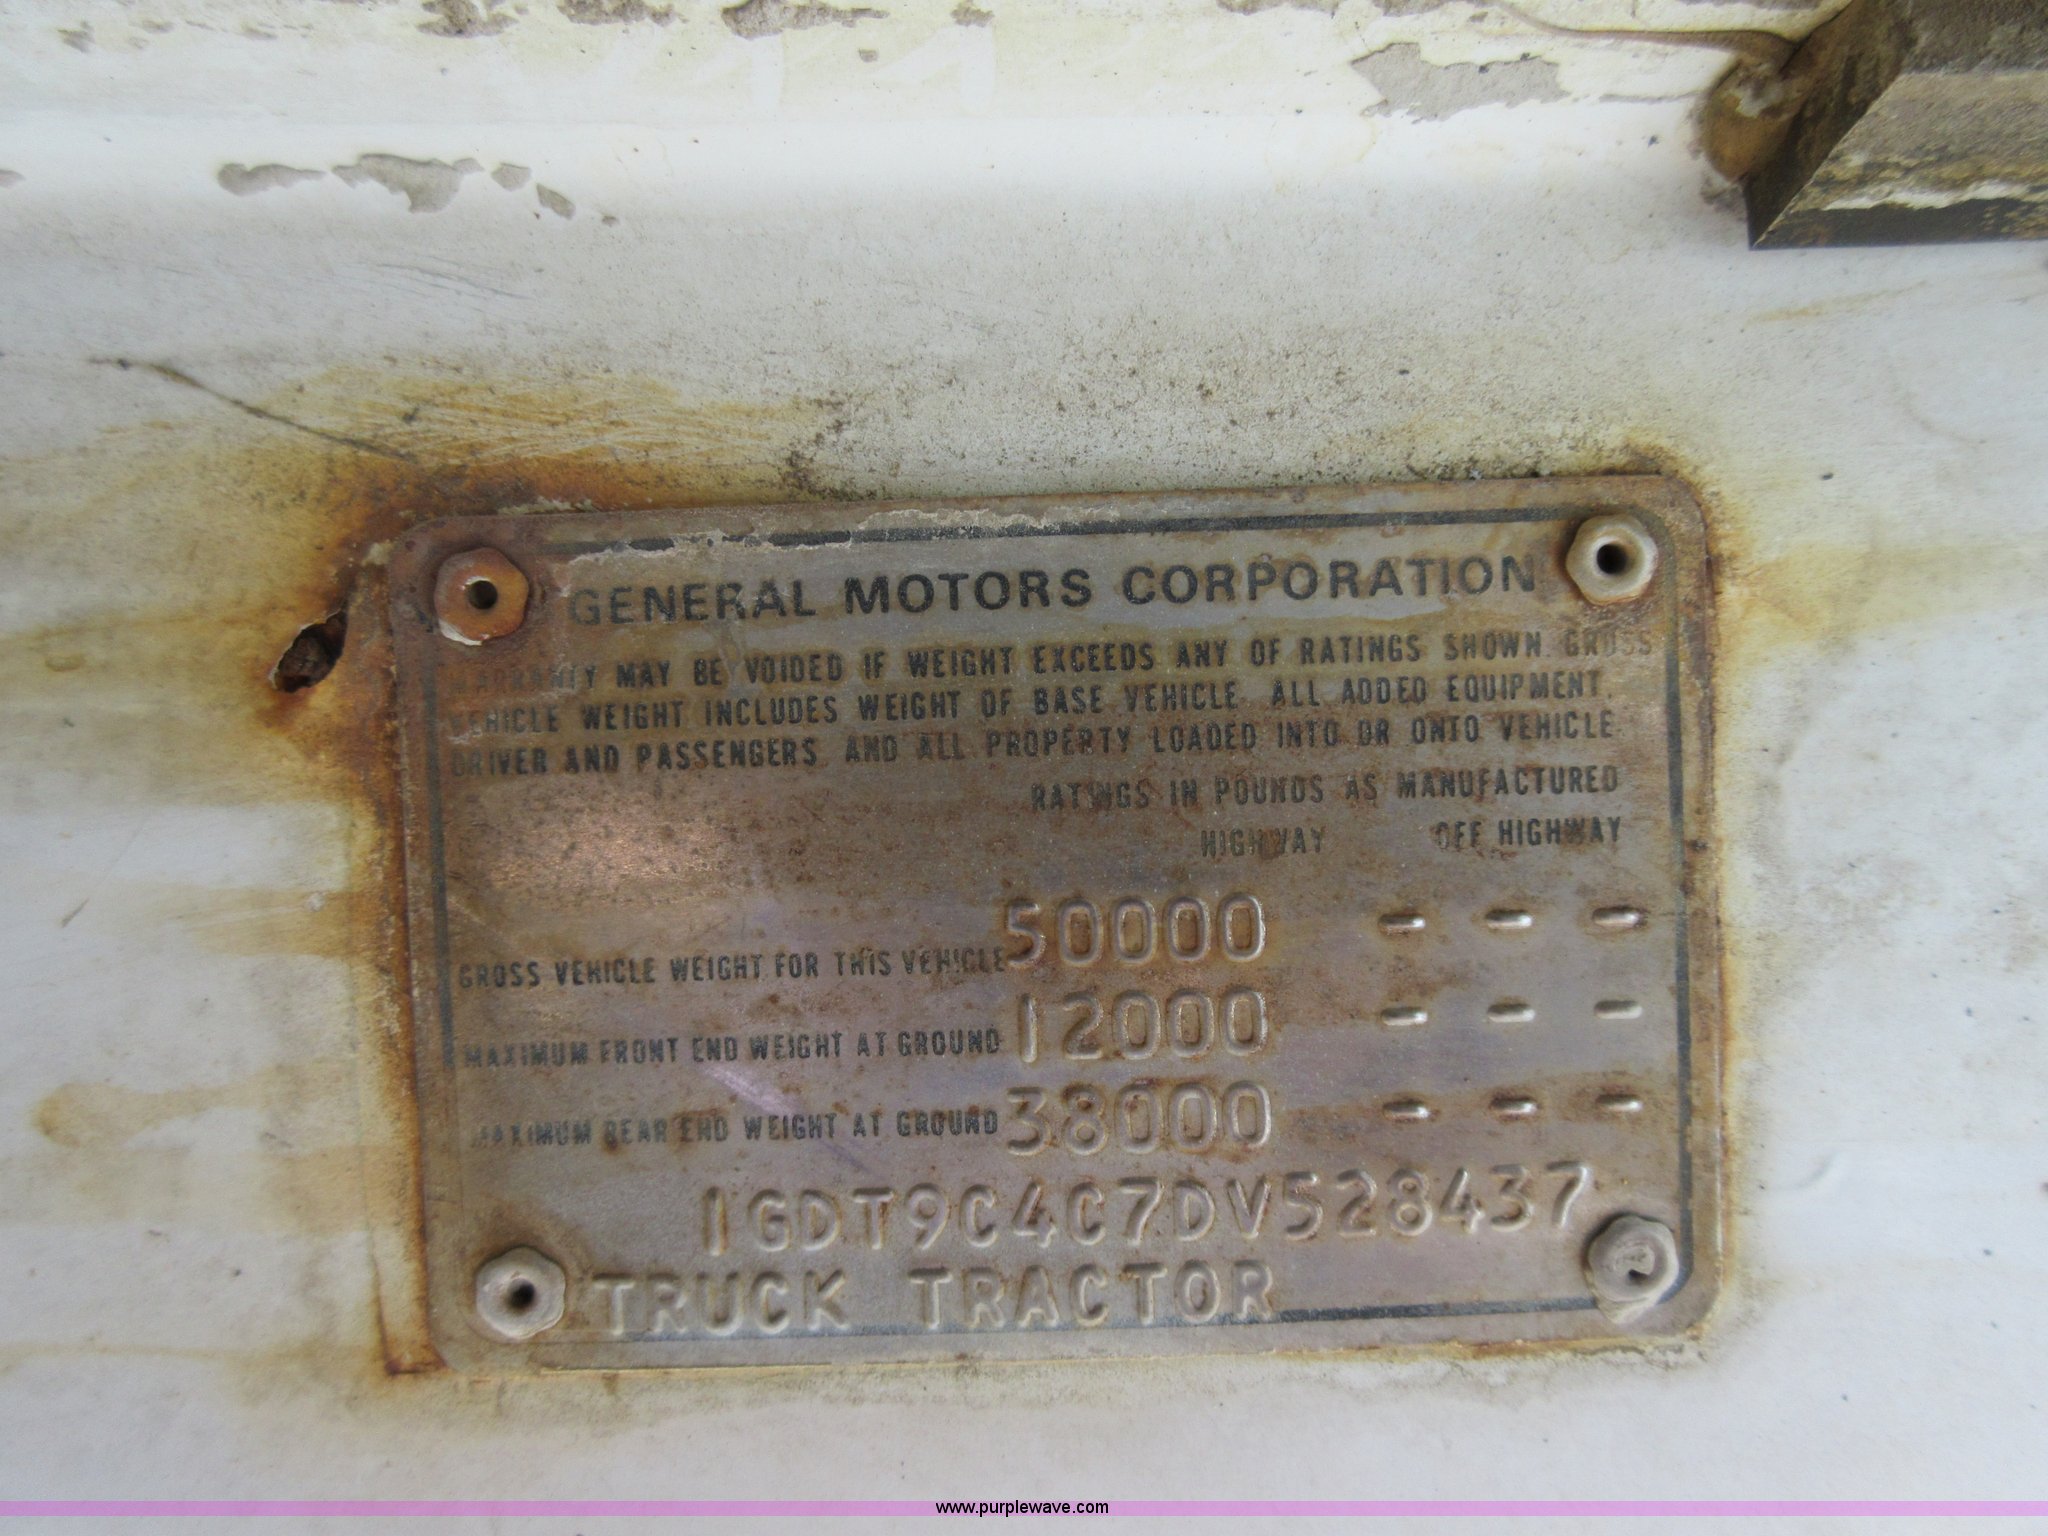 GENERAL MOTORS CORPORATION
WARRANTY MAY BE VOIDED IF WEIGHT EXCEEDS ANY OF RATINGS SHOWN. GROSS
VEHICLE WEIGHT INCLUDES WEIGHT OF BASE VEHICLE, ALL ADDED EQUIPMENT,
DRIVER AND PASSENGERS, AND ALL PROPERTY LOADED INTO OR ONTO VEHICLE.
RATINGS IN POUNDS AS MANUFACTURED
HIGHWAY OFF HIGHWAY
GROSS VEHICLE WEIGHT FOR THIS VEHICLE 50000 - - -
MAXIMUM FRONT END WEIGHT AT GROUND 12000 - - -
MAXIMUM REAR END WEIGHT AT GROUND 38000 - - -
1GDT9C4C7DV528437
TRUCK TRACTOR
www.purplewave.com